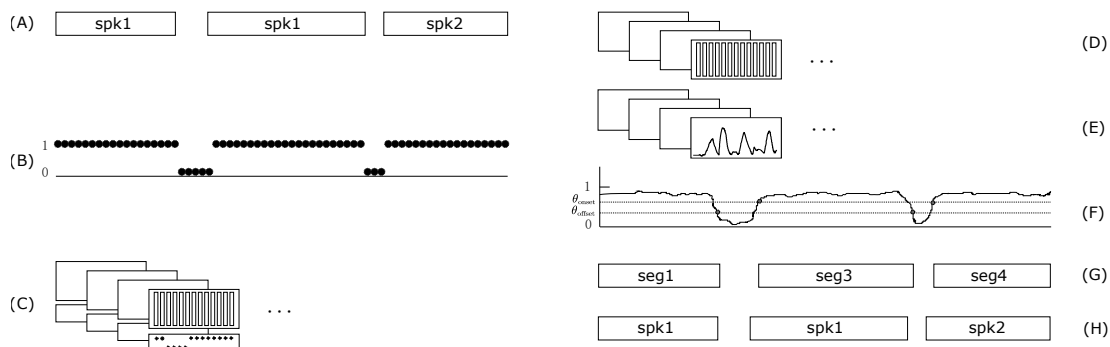 (A) spk1 spk1 spk2
1
(B)
0
(C) . . .
. . . (D)
. . . (E)
1
θonset
θoffset (F)
0
seg1 seg3 seg4 (G)
spk1 spk1 spk2 (H)